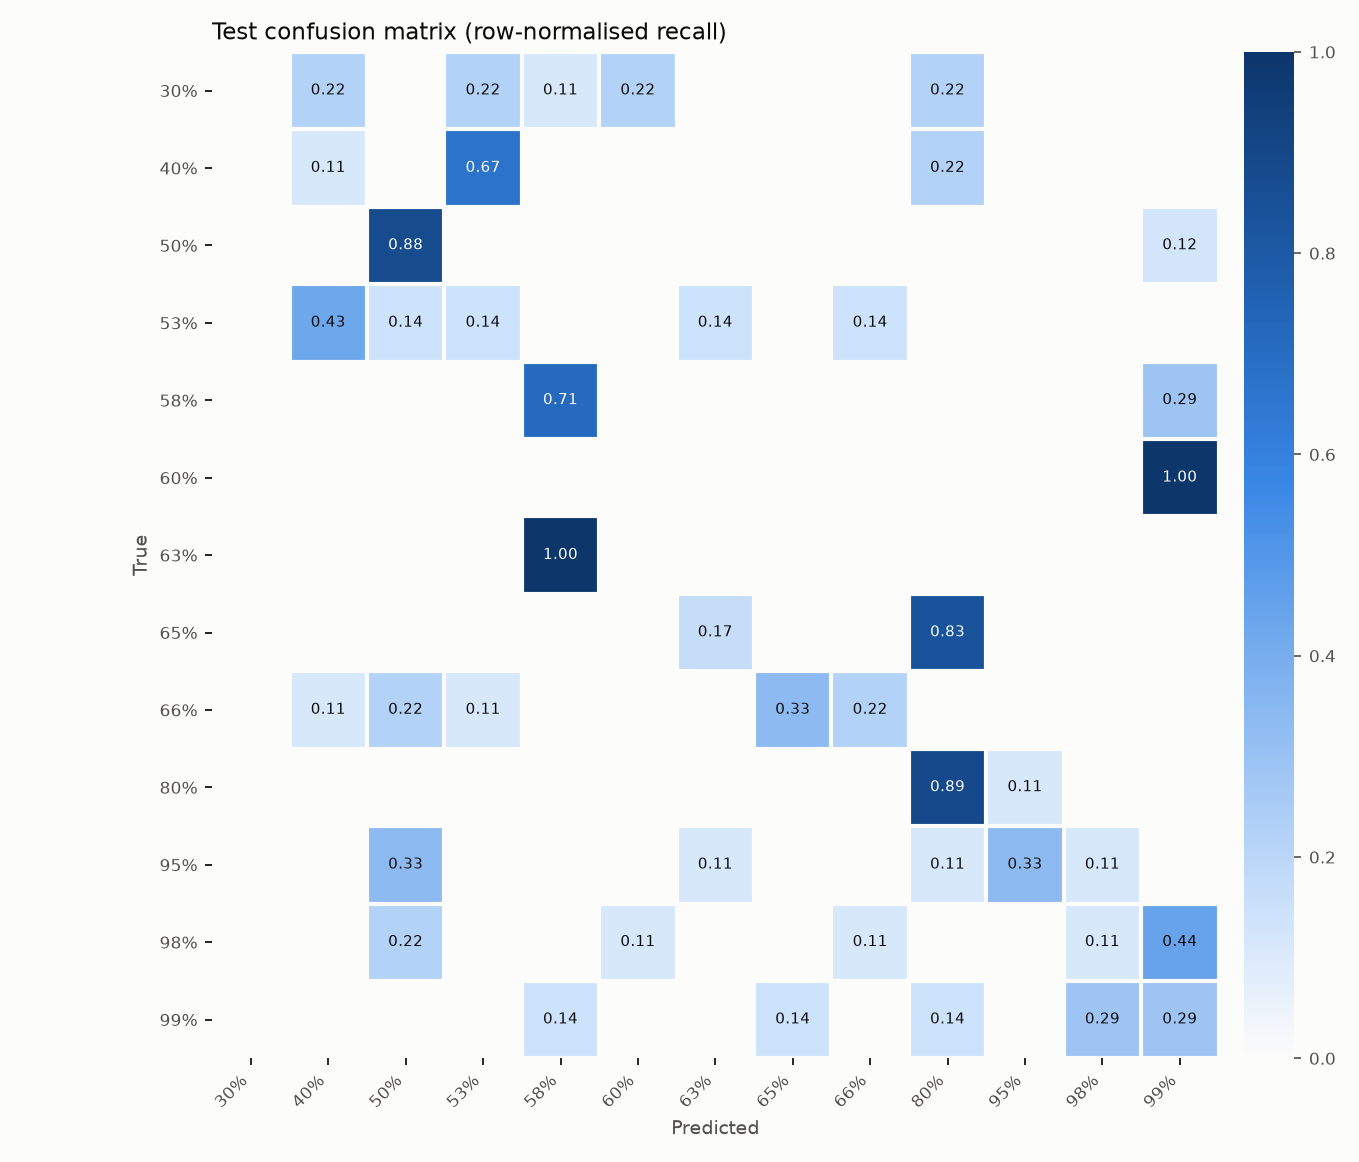 Test confusion matrix (row-normalised recall)
1.0
30% 0.22 0.22 0.11 0.22 0.22
40% 0.11 0.67 0.22
50% 0.88 0.12
0.8
53% 0.43 0.14 0.14 0.14 0.14
58% 0.71 0.29
0.6
60% 1.00
True
63% 1.00
65% 0.17 0.83
0.4
66% 0.11 0.22 0.11 0.33 0.22
80% 0.89 0.11
0.2
95% 0.33 0.11 0.11 0.33 0.11
98% 0.22 0.11 0.11 0.11 0.44
99% 0.14 0.14 0.14 0.29 0.29
0.0
30% 40% 50% 53% 58% 60% 63% 65% 66% 80% 95% 98% 99%
Predicted